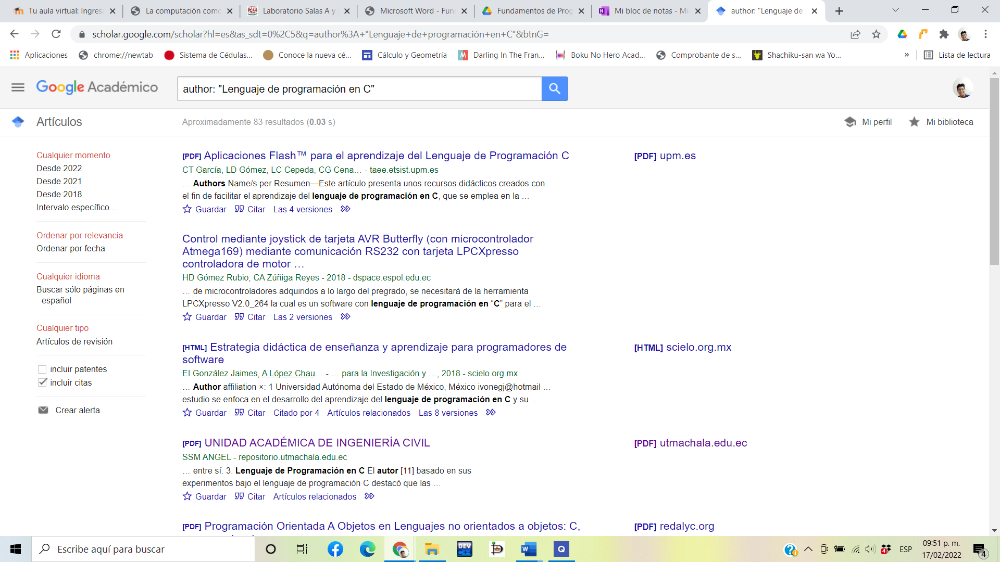 Tu aula virtual: Ingres
La computación como
Laboratorio Salas A y
Microsoft Word - Fun
Fundamentos de Prog
Mi bloc de notas - Mi
author: "Lenguaje de
scholar.google.com/scholar?hl=es&as_sdt=0%2C5&q=author%3A+"Lenguaje+de+programación+en+C"&btnG=
Aplicaciones
chrome://newtab
Sistema de Cédulas...
Conoce la nueva cé...
Cálculo y Geometría
Darling In The Fran...
Boku No Hero Acad...
Comprobante de s...
Shachiku-san wa Yo...
»
Lista de lectura
Google Académico
author: "Lenguaje de programación en C"
Artículos
Aproximadamente 83 resultados (0.03 s)
Mi perfil
Mi biblioteca
Cualquier momento
Desde 2022
Desde 2021
Desde 2018
Intervalo específico...
Ordenar por relevancia
Ordenar por fecha
Cualquier idioma
Buscar sólo páginas en
español
Cualquier tipo
Artículos de revisión
incluir patentes
incluir citas
Crear alerta
[PDF] Aplicaciones Flash™ para el aprendizaje del Lenguaje de Programación C
[PDF] upm.es
CT García, LD Gómez, LC Cepeda, CG Cena… - taee.etsist.upm.es
… Authors Name/s per Resumen—Este artículo presenta unos recursos didácticos creados con
el fin de facilitar el aprendizaje del lenguaje de programación en C, que se emplea en la …
Guardar Citar Las 4 versiones
Control mediante joystick de tarjeta AVR Butterfly (con microcontrolador
Atmega169) mediante comunicación RS232 con tarjeta LPCXpresso
controladora de motor …
HD Gómez Rubio, CA Zúñiga Reyes - 2018 - dspace.espol.edu.ec
… de microcontroladores adquiridos a lo largo del pregrado, se necesitará de la herramienta
LPCXpresso V2.0_264 la cual es un software con lenguaje de programación en “C” para el …
Guardar Citar Las 2 versiones
[HTML] Estrategia didáctica de enseñanza y aprendizaje para programadores de
software
[HTML] scielo.org.mx
EI González Jaimes, A López Chau… - … para la Investigación y …, 2018 - scielo.org.mx
… Author affiliation ×: 1 Universidad Autónoma del Estado de México, México ivonegj@hotmail …
estudio se enfoca en el desarrollo del aprendizaje del lenguaje de programación en C y su …
Guardar Citar Citado por 4 Artículos relacionados Las 8 versiones
[PDF] UNIDAD ACADÉMICA DE INGENIERÍA CIVIL
[PDF] utmachala.edu.ec
SSM ANGEL - repositorio.utmachala.edu.ec
… entre sí. 3. Lenguaje de Programación en C El autor [11] basado en sus
experimentos bajo el lenguaje de programación C destacó que las …
Guardar Citar Artículos relacionados
[PDF] Programación Orientada A Objetos en Lenguajes no orientados a objetos: C,
[PDF] redalyc.org
Escribe aquí para buscar
DEV
W
Q
4
ESP
09:51 p. m.
17/02/2022
4